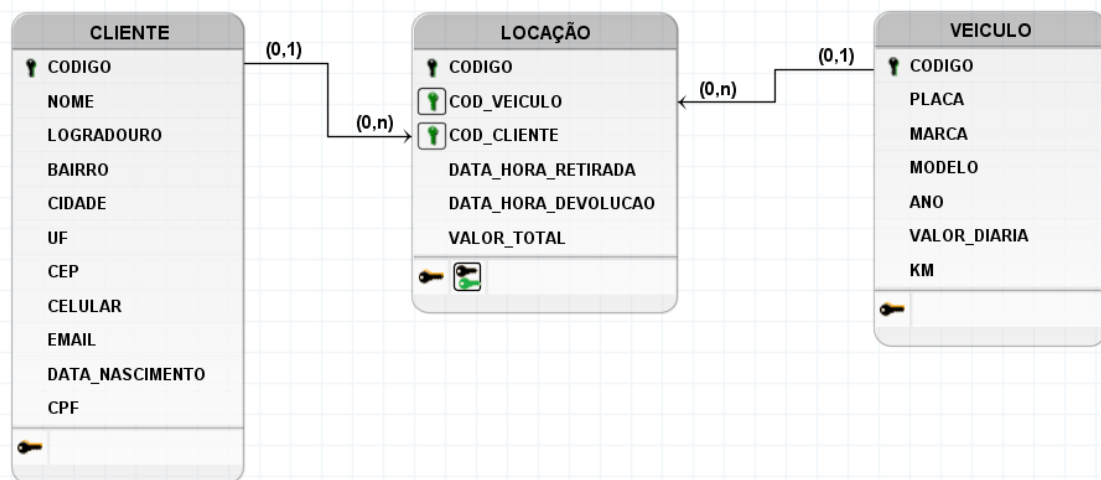 CLIENTE
CODIGO
NOME
LOGRADOURO
BAIRRO
CIDADE
UF
CEP
CELULAR
EMAIL
DATA_NASCIMENTO
CPF
(0,1)
(0,n)
LOCAÇÃO
CODIGO
COD_VEICULO
COD_CLIENTE
DATA_HORA_RETIRADA
DATA_HORA_DEVOLUCAO
VALOR_TOTAL
(0,n)
(0,1)
VEICULO
CODIGO
PLACA
MARCA
MODELO
ANO
VALOR_DIARIA
KM